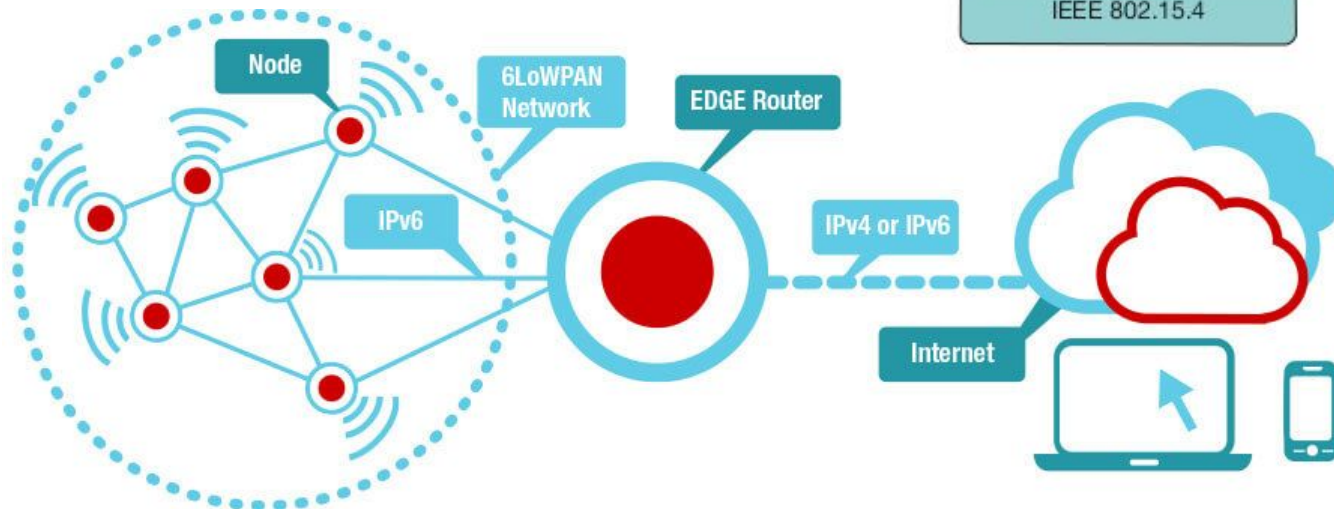 IEEE 802.15.4
Node
6LoWPAN
Network
EDGE Router
IPv6
IPv4 or IPv6
Internet